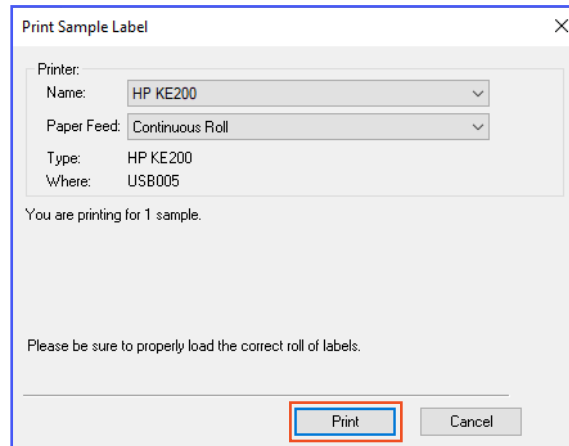 Print Sample Label
Printer:
Name: HP KE200
Paper Feed: Continuous Roll
Type: HP KE200
Where: USB005
You are printing for 1 sample.
Please be sure to properly load the correct roll of labels.
Print Cancel